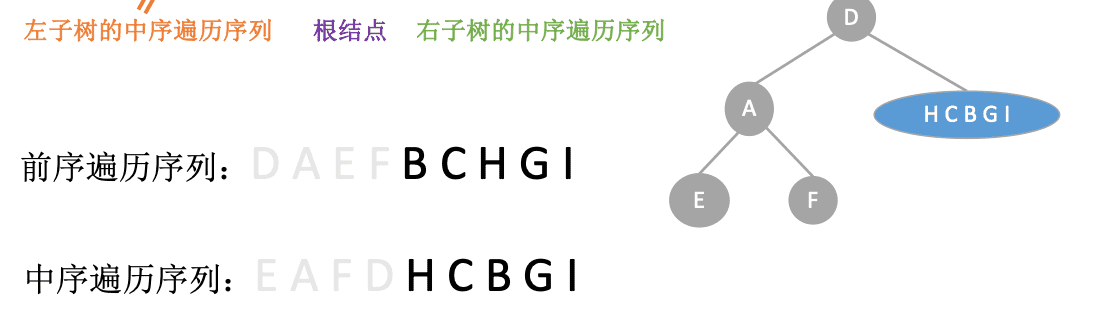 左子树的中序遍历序列 根结点 右子树的中序遍历序列
D
A
H C B G I
前序遍历序列：D A E F B C H G I
E F
中序遍历序列：E A F D H C B G I